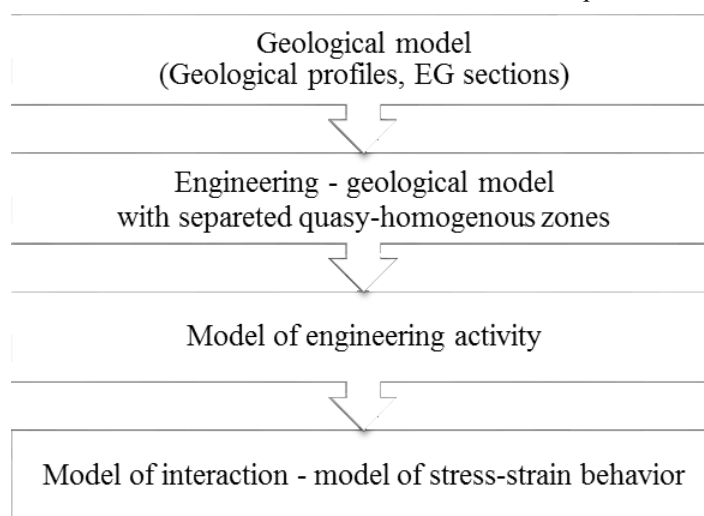 Geological model
(Geological profiles, EG sections)
Engineering - geological model
with separeted quasy-homogenous zones
Model of engineering activity
Model of interaction - model of stress-strain behavior